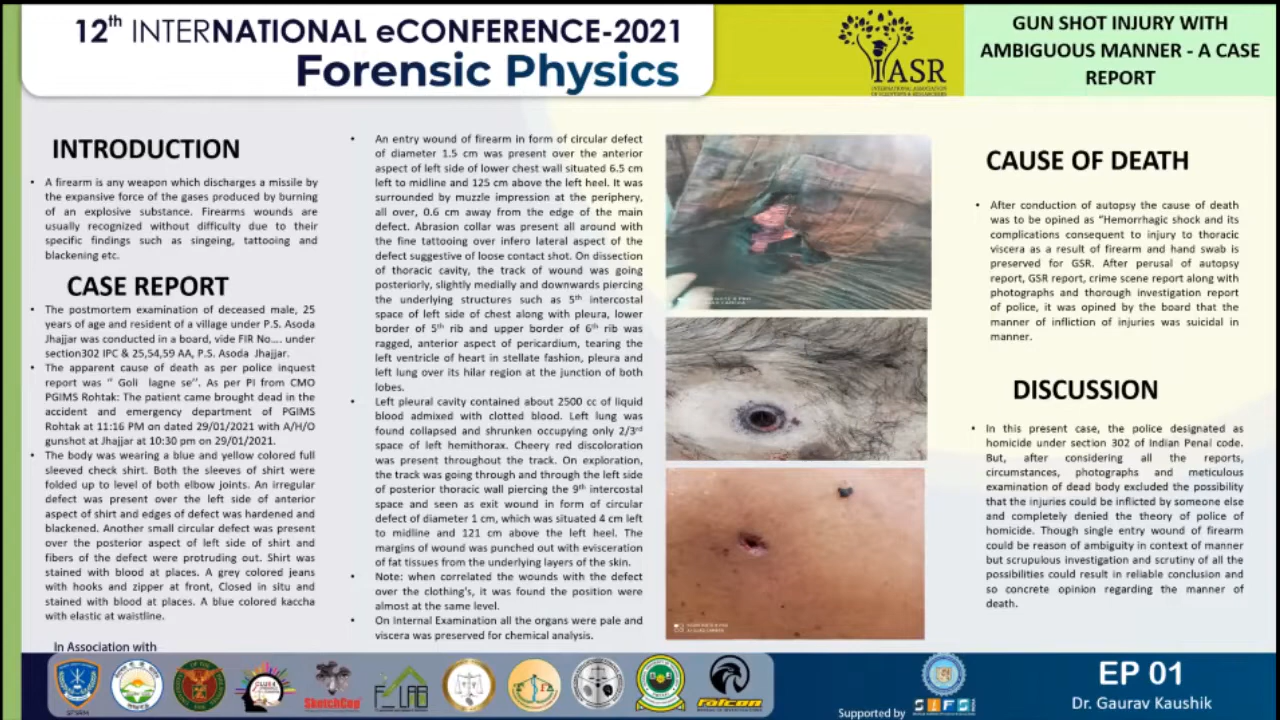 12th INTERNATIONAL eCONFERENCE-2021
Forensic Physics
IASR
GUN SHOT INJURY WITH
AMBIGUOUS MANNER - A CASE
REPORT
INTRODUCTION
• A firearm is any weapon which discharges a missile by
the expansive force of the gases produced by burning
of an explosive substance. Firearms wounds are
usually recognized without difficulty due to their
specific findings such as singeing, tattooing and
blackening etc.
CASE REPORT
• The postmortem examination of deceased male, 25
years of age and resident of a village under P.S. Asoda
Jhajjar was conducted in a board, vide FIR No.... under
section302 IPC & 25,54,59 AA, P.S. Asoda Jhajjar.
• The apparent cause of death as per police inquest
report was " Goli lagne se". As per PI from CMO
PGIMS Rohtak: The patient came brought dead in the
accident and emergency department of PGIMS
Rohtak at 11:16 PM on dated 29/01/2021 with A/H/O
gunshot at Jhajjar at 10:30 pm on 29/01/2021.
• The body was wearing a blue and yellow colored full
sleeved check shirt. Both the sleeves of shirt were
folded up to level of both elbow joints. An irregular
defect was present over the left side of anterior
aspect of shirt and edges of defect was hardened and
blackened. Another small circular defect was present
over the posterior aspect of left side of shirt and
fibers of the defect were protruding out. Shirt was
stained with blood at places. A grey colored jeans
with hooks and zipper at front, Closed in situ and
stained with blood at places. A blue colored kaccha
with elastic at waistline.
• An entry wound of firearm in form of circular defect
of diameter 1.5 cm was present over the anterior
aspect of left side of lower chest wall situated 6.5 cm
left to midline and 125 cm above the left heel. It was
surrounded by muzzle impression at the periphery,
all over, 0.6 cm away from the edge of the main
defect. Abrasion collar was present all around with
the fine tattooing over infero lateral aspect of the
defect suggestive of loose contact shot. On dissection
of thoracic cavity, the track of wound was going
posteriorly, slightly medially and downwards piercing
the underlying structures such as 5th intercostal
space of left side of chest along with pleura, lower
border of 5th rib and upper border of 6th rib was
ragged, anterior aspect of pericardium, tearing the
left ventricle of heart in stellate fashion, pleura and
left lung over its hilar region at the junction of both
lobes.
• Left pleural cavity contained about 2500 cc of liquid
blood admixed with clotted blood. Left lung was
found collapsed and shrunken occupying only 2/3rd
space of left hemithorax. Cheery red discoloration
was present throughout the track. On exploration,
the track was going through and through the left side
of posterior thoracic wall piercing the 9th intercostal
space and seen as exit wound in form of circular
defect of diameter 1 cm, which was situated 4 cm left
to midline and 121 cm above the left heel. The
margins of wound was punched out with evisceration
of fat tissues from the underlying layers of the skin.
• Note: when correlated the wounds with the defect
over the clothing's, it was found the position were
almost at the same level.
• On Internal Examination all the organs were pale and
viscera was preserved for chemical analysis.
CAUSE OF DEATH
• After conduction of autopsy the cause of death
was to be opined as "Hemorrhagic shock and its
complications consequent to injury to thoracic
viscera as a result of firearm and hand swab is
preserved for GSR. After perusal of autopsy
report, GSR report, crime scene report along with
photographs and thorough investigation report
of police, it was opined by the board that the
manner of infliction of injuries was suicidal in
manner.
DISCUSSION
• In this present case, the police designated as
homicide under section 302 of Indian Penal code.
But, after considering all the reports,
circumstances, photographs and meticulous
examination of dead body excluded the possibility
that the injuries could be inflicted by someone else
and completely denied the theory of police of
homicide. Though single entry wound of firearm
could be reason of ambiguity in context of manner
but scrupulous investigation and scrutiny of all the
possibilities could result in reliable conclusion and
so concrete opinion regarding the manner of
death.
In Association with
SketchCop
F LAB
falcon
Supported by
SIFS
EP 01
Dr. Gaurav Kaushik